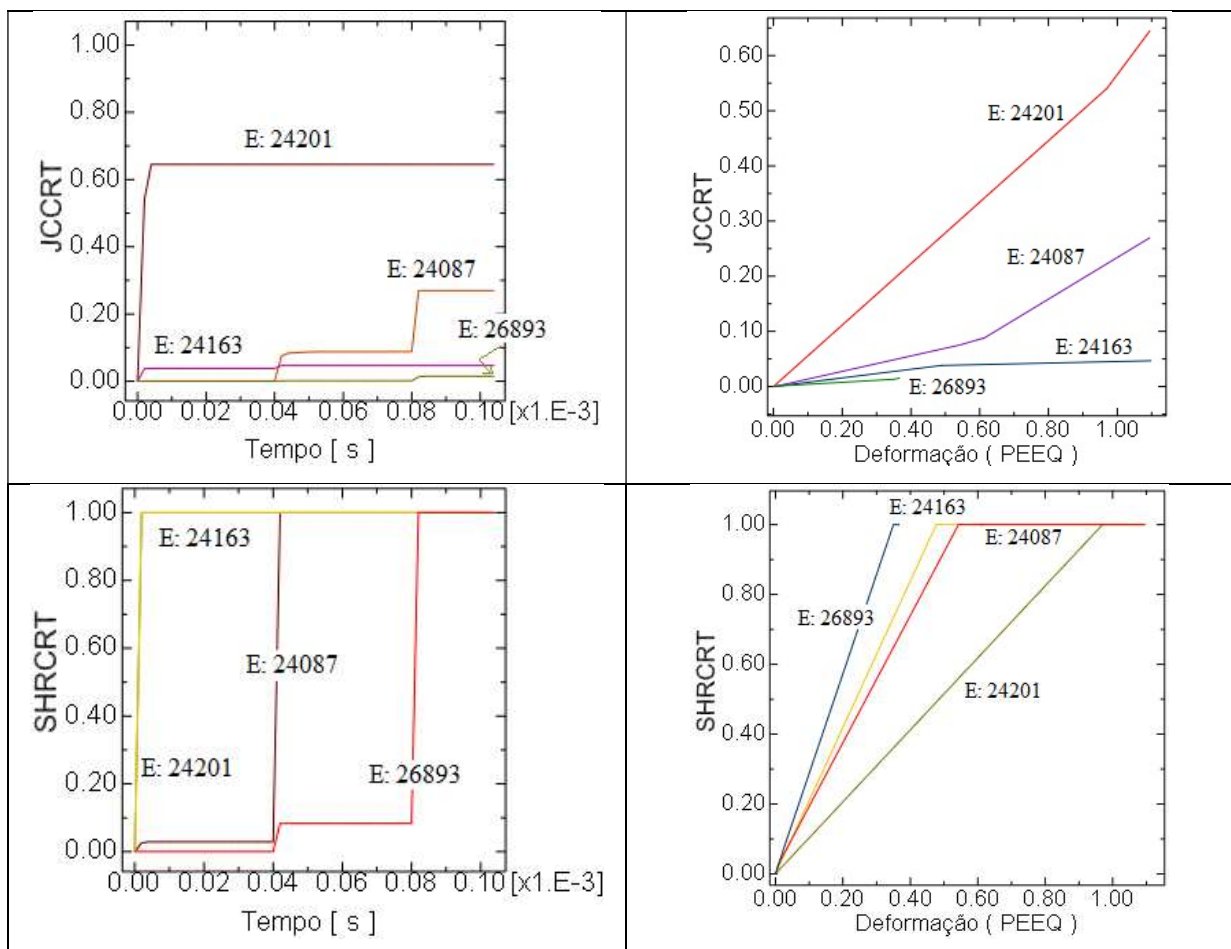 1.00
0.80
0.60
0.40
0.20
0.00
JCCRT
E: 24201
E: 24087
E: 26893
E: 24163
0.00 0.02 0.04 0.06 0.08 0.10 [x1.E-3]
Tempo [ s ]
0.60
0.50
0.40
0.30
0.20
0.10
0.00
JCCRT
E: 24201
E: 24087
E: 24163
E: 26893
0.00 0.20 0.40 0.60 0.80 1.00
Deformação ( PEEQ )
1.00
0.80
0.60
0.40
0.20
0.00
SHRCRT
E: 24163
E: 24087
E: 24201
E: 26893
0.00 0.02 0.04 0.06 0.08 0.10 [x1.E-3]
Tempo [ s ]
1.00
0.80
0.60
0.40
0.20
0.00
SHRCRT
E: 24163
E: 24087
E: 26893
E: 24201
0.00 0.20 0.40 0.60 0.80 1.00
Deformação ( PEEQ )